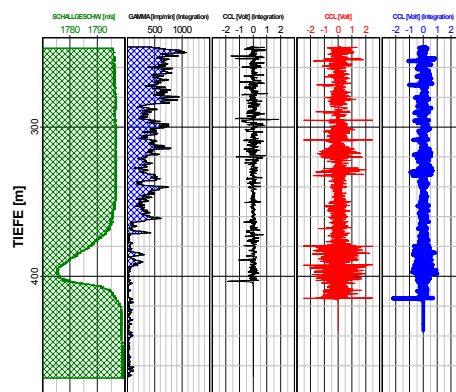 SCHALLGESCHW. [m/s]
1780 1790
GAMMA [Imp/min] (Integration)
500 1000
CCL [Volt] (Integration)
-2 -1 0 1 2
CCL [Volt]
-2 -1 0 1 2
CCL [Volt] (Integration)
-2 -1 0 1 2
TIEFE [m]
300
400